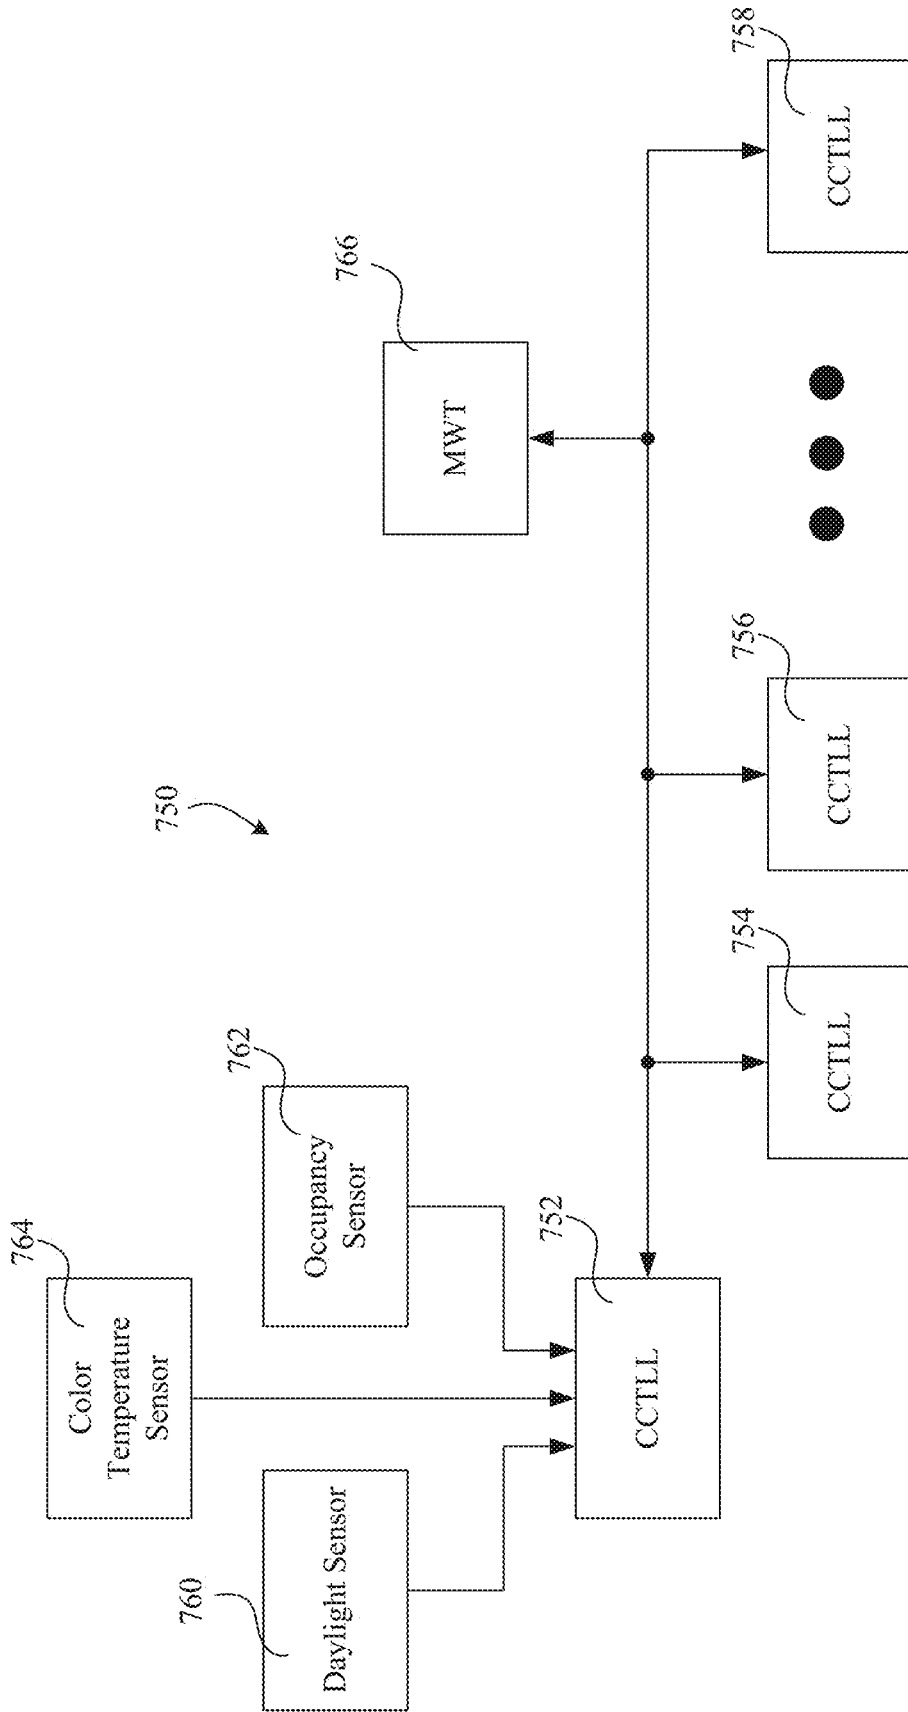 750
764
Color
Temperature
Sensor
760
Daylight Sensor
762
Occupancy
Sensor
752
CCTLL
766
MWT
754
CCTLL
756
CCTLL
758
CCTLL